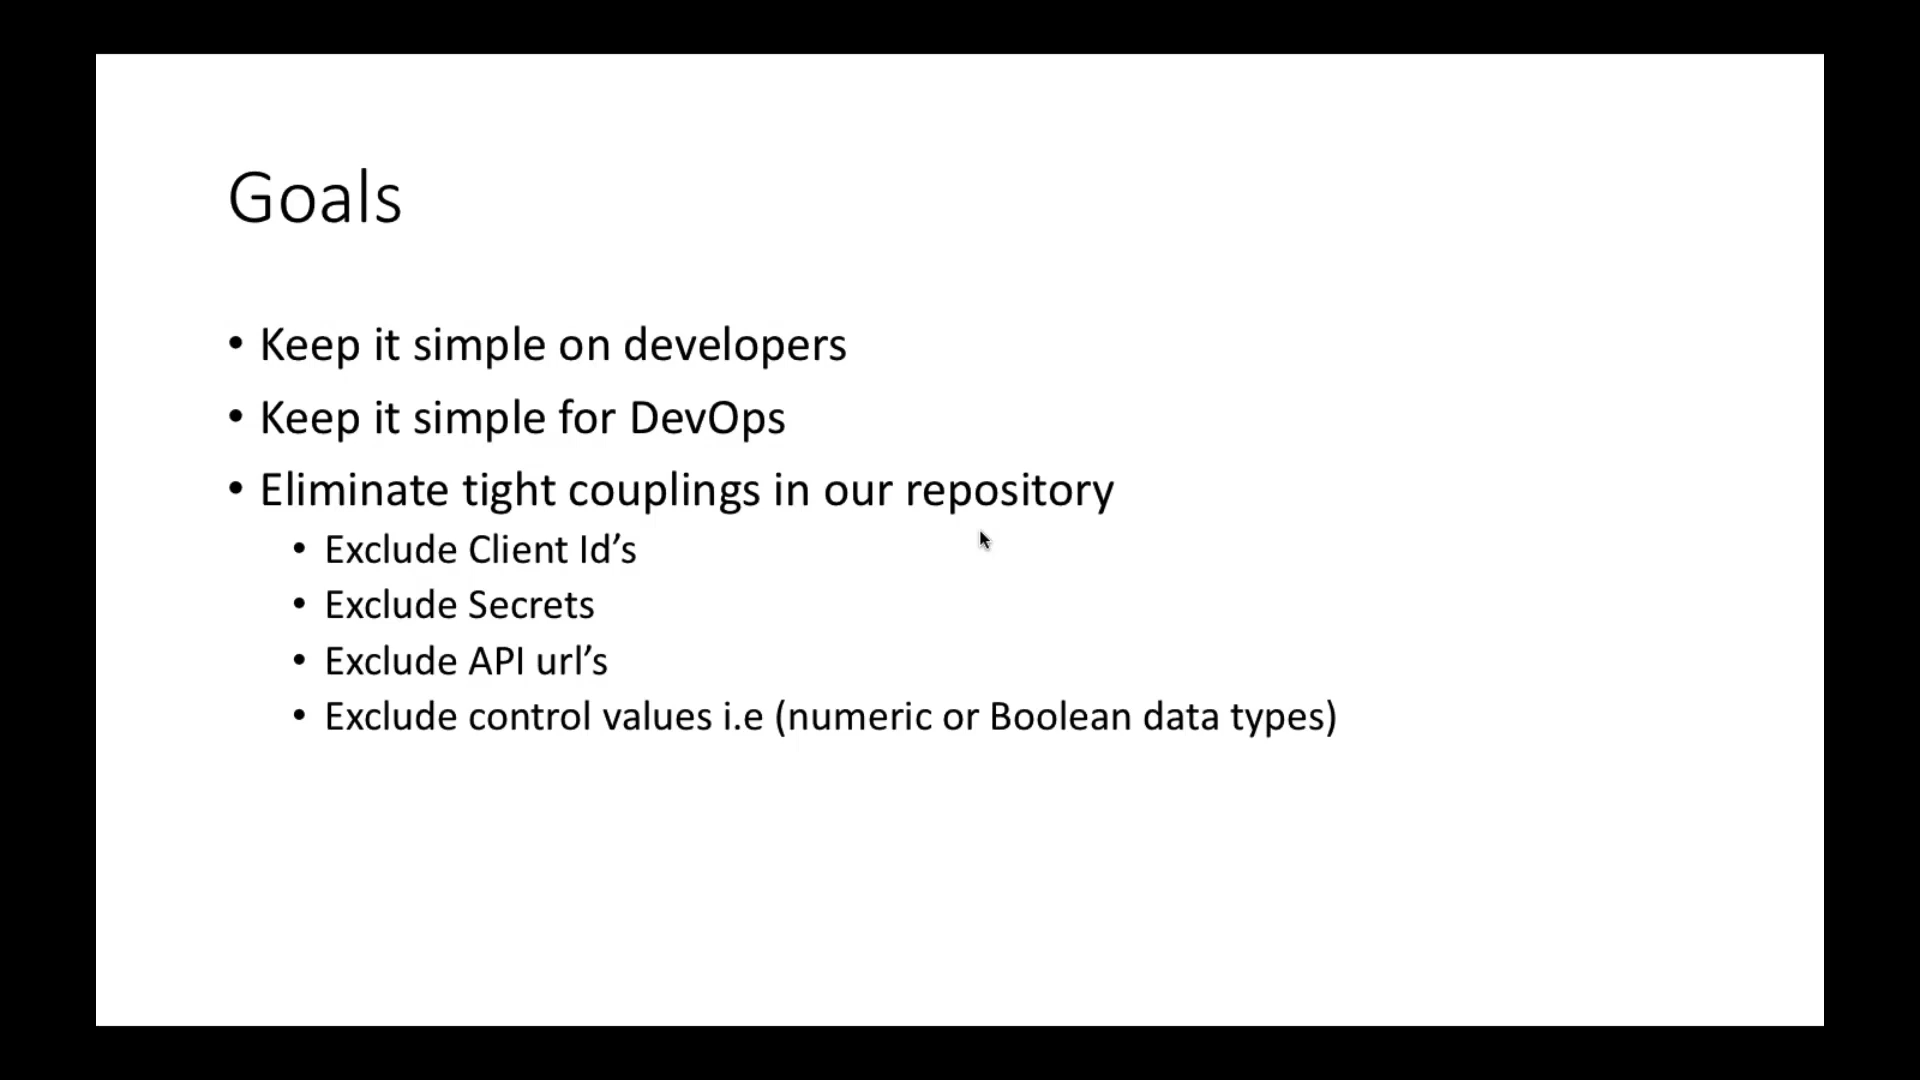 Goals
• Keep it simple on developers
• Keep it simple for DevOps
• Eliminate tight couplings in our repository
• Exclude Client Id’s
• Exclude Secrets
• Exclude API url’s
• Exclude control values i.e (numeric or Boolean data types)